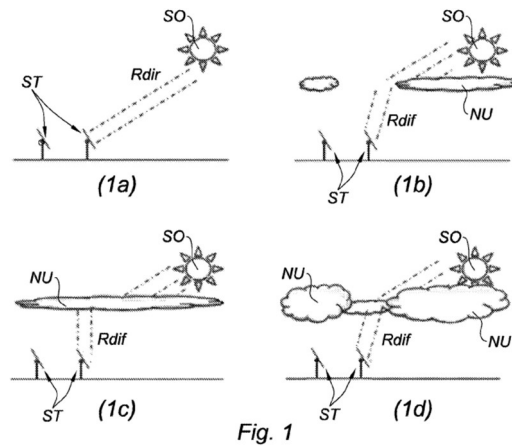 SO
Rdir
ST
(1a)
SO
NU
Rdif
ST
(1b)
SO
NU
Rdif
ST
(1c)
SO
NU
Rdif
NU
ST
(1d)
Fig. 1